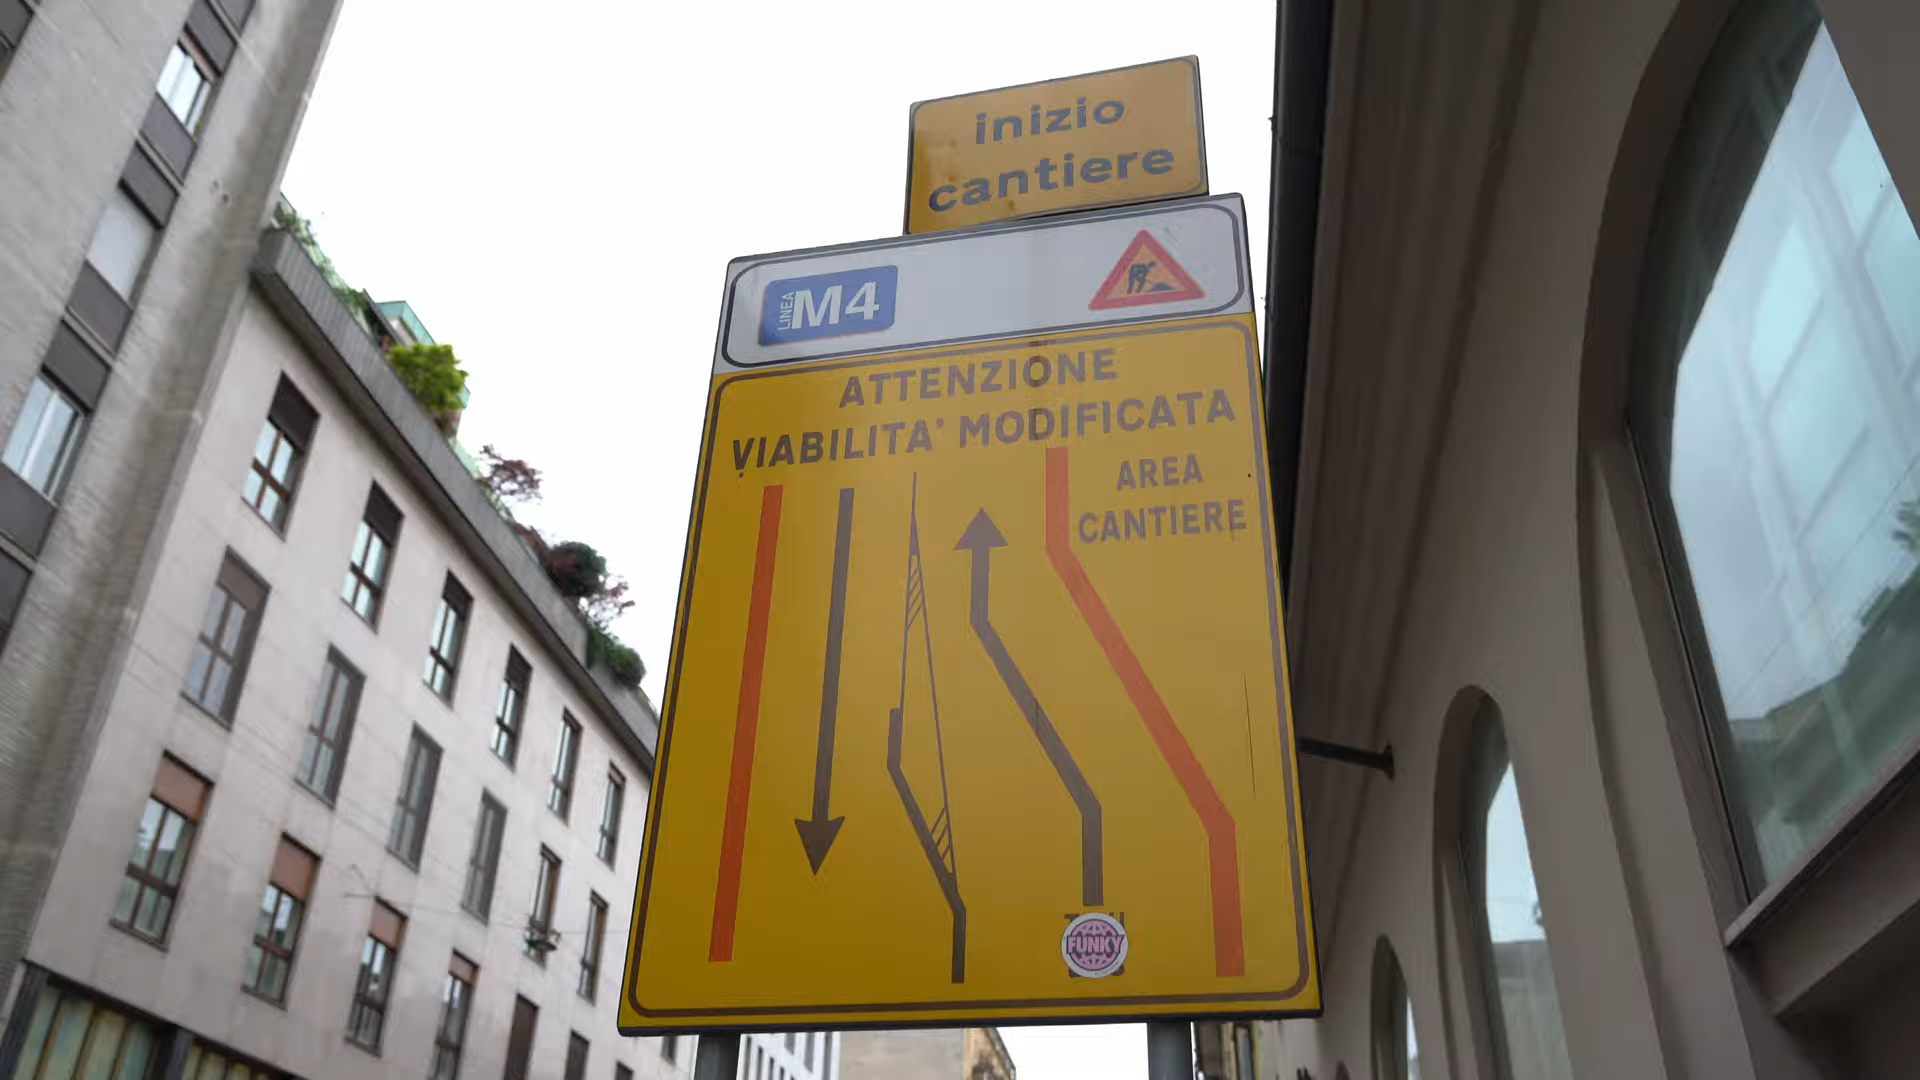 inizio
cantiere
LINEA M4
ATTENZIONE
VIABILITA' MODIFICATA
AREA
CANTIERE
FUNKY